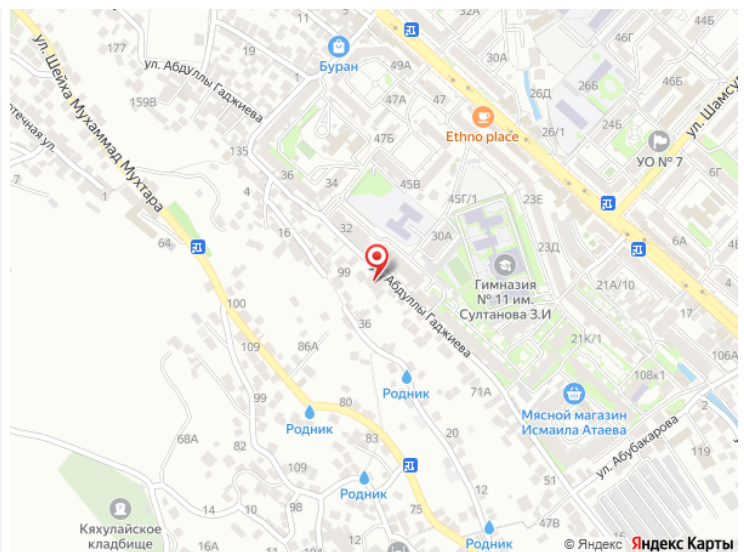 46Г
44Б
177
ул. Шейха Мухаммад Мухтара
19
1
Буран
49А
47А
47
46Б
26Д
26Б
24Б
ул. Шамсу
ул. Абдуллы Гаджиева
Ethno place
26/1
159В
47Б
УО № 7
6Г
ртечная ул.
135
36
34
45В
45Г/1
23Е
1
4
32
30А
64
16
30А
23Д
6А
99
Гимназия
№ 11 им.
Султанова З.И
21А/10
17
100
Абдуллы Гаджиева
36
21К/1
109
86А
106А
108к1
71А
Родник
99
80
Мясной магазин
Исмаила Атаева
2
Родник
68А
83
20
ул. Абубакарова
109
119
98
Родник
12
51
Кяхулайское
кладбище
16А
10
12
75
47В
Родник
© Яндекс Яндекс Карты